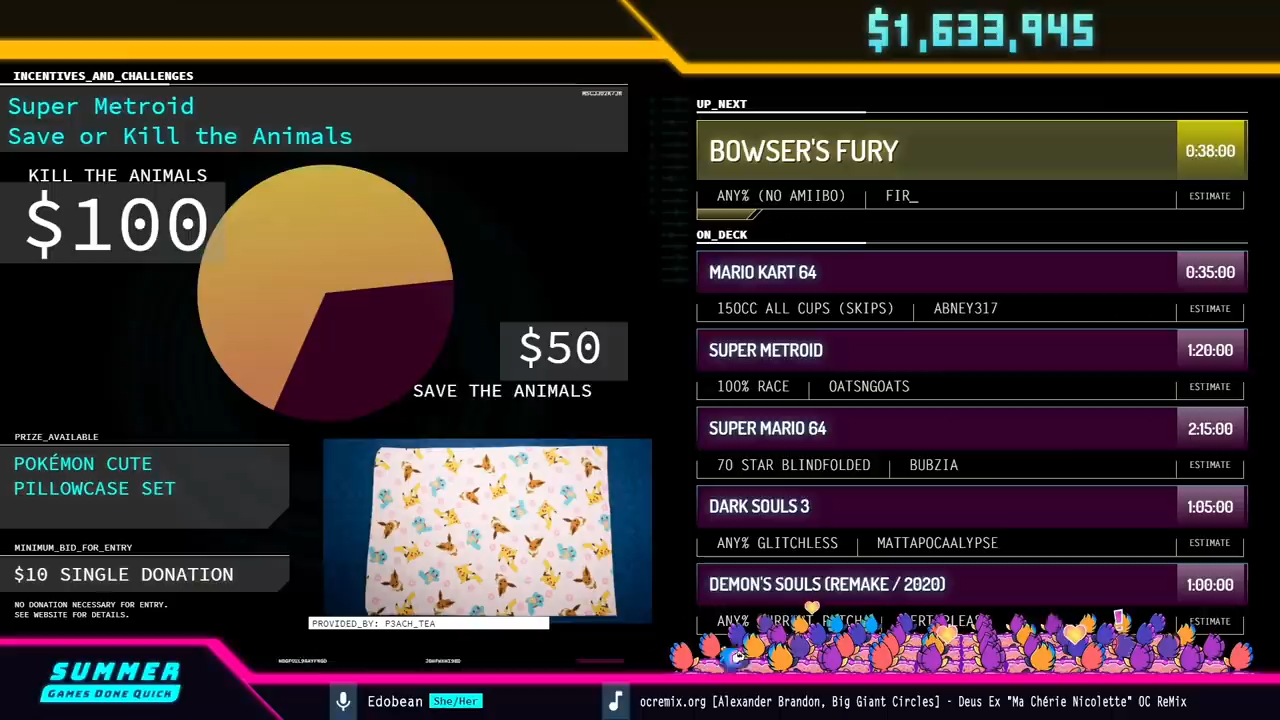 $1,633,945
INCENTIVES_AND_CHALLENGES
Super Metroid
Save or Kill the Animals
KILL THE ANIMALS
$100
$50
SAVE THE ANIMALS
PRIZE_AVAILABLE
POKÉMON CUTE
PILLOWCASE SET
MINIMUM_BID_FOR_ENTRY
$10 SINGLE DONATION
NO DONATION NECESSARY FOR ENTRY.
SEE WEBSITE FOR DETAILS.
PROVIDED_BY: P3ACH_TEA
UP_NEXT
BOWSER'S FURY 0:38:00
ANY% (NO AMIIBO) FIR_ ESTIMATE
ON_DECK
MARIO KART 64 0:35:00
150CC ALL CUPS (SKIPS) ABNEY317 ESTIMATE
SUPER METROID 1:20:00
100% RACE OATSNGOATS ESTIMATE
SUPER MARIO 64 2:15:00
70 STAR BLINDFOLDED BUBZIA ESTIMATE
DARK SOULS 3 1:05:00
ANY% GLITCHLESS MATTAPOCAALYPSE ESTIMATE
DEMON'S SOULS (REMAKE / 2020) 1:00:00
ANY% ESTIMATE
SUMMER
GAMES DONE QUICK
Edobean She/Her
ocremix.org [Alexander Brandon, Big Giant Circles] - Deus Ex "Ma Chérie Nicolette" OC ReMix